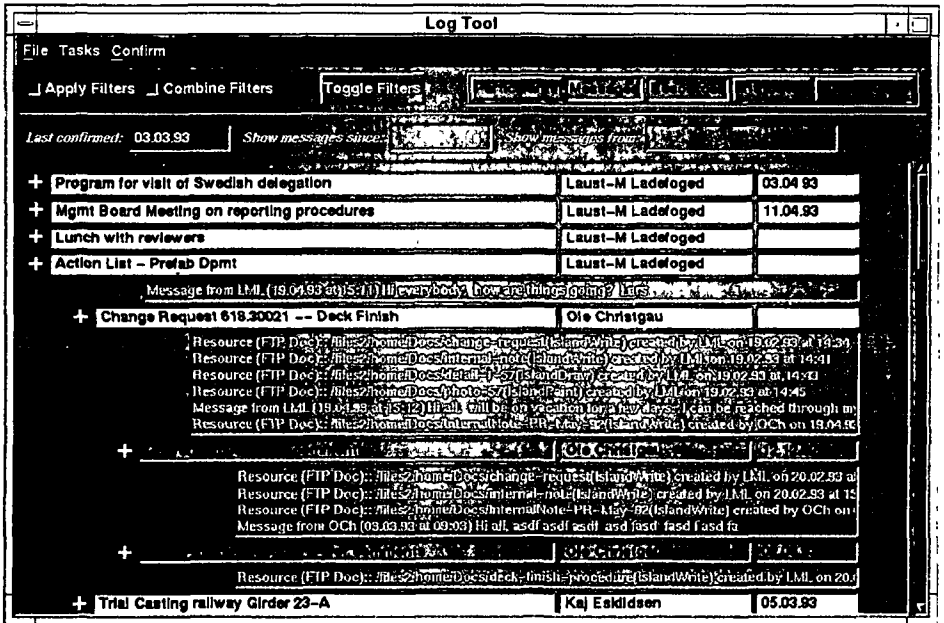 Log Tool
File Tasks Confirm
Apply Filters Combine Filters Toggle Filters
Last confirmed: 03.03.93 Show messages since: Show messages from:
+ Program for visit of Swedish delegation Laust-M Ladefoged 03.04 93
+ Mgmt Board Meeting on reporting procedures Laust-M Ladefoged 11.04.93
+ Lunch with reviewers Laust-M Ladefoged
+ Action List - Prefab Dpmt Laust-M Ladefoged
Message from LML (19.04.93 at 15:11) Hi everybody, how are things going? Lars
+ Change Request 618.30021 -- Deck Finish Ole Christgau
Resource (FTP Doc):: /files2/home/Docs/change-request(IslandWrite) created by LML on 19.02.93 at 14:34
Resource (FTP Doc):: /files2/home/Docs/internal-note(IslandWrite) created by LML on 19.02.93 at 14:41
Resource (FTP Doc):: /files2/home/Docs/detail-f-57(IslandDraw) created by LML on 19.02.93 at 14:43
Resource (FTP Doc):: /files2/home/Docs/photo-57(IslandPaint) created by LML on 19.02.93 at 14:45
Message from LML (19.04.93 at 15:12) Hi all, will be on vacation for a few days. I can be reached through my
Resource (FTP Doc):: /files2/home/Docs/InternalNote-PR-May-92(IslandWrite) created by OCh on 19.04.93
+ Ole Christgau
Resource (FTP Doc):: /files2/home/Docs/change-request(IslandWrite) created by LML on 20.02.93 at
Resource (FTP Doc):: /files2/home/Docs/internal-note(IslandWrite) created by LML on 20.02.93 at 15
Resource (FTP Doc):: /files2/home/Docs/InternalNote-PR-May-92(IslandWrite) created by OCh on
Message from OCh (03.03.93 at 09:03) Hi all, asdf asdf asdf asd fasd fasd f asd fa
+ Ole Christgau
Resource (FTP Doc):: /files2/home/Docs/deck-finish-procedure(IslandWrite) created by LML on 20.
+ Trial Casting railway Girder 23-A Kaj Eskildsen 05.03.93